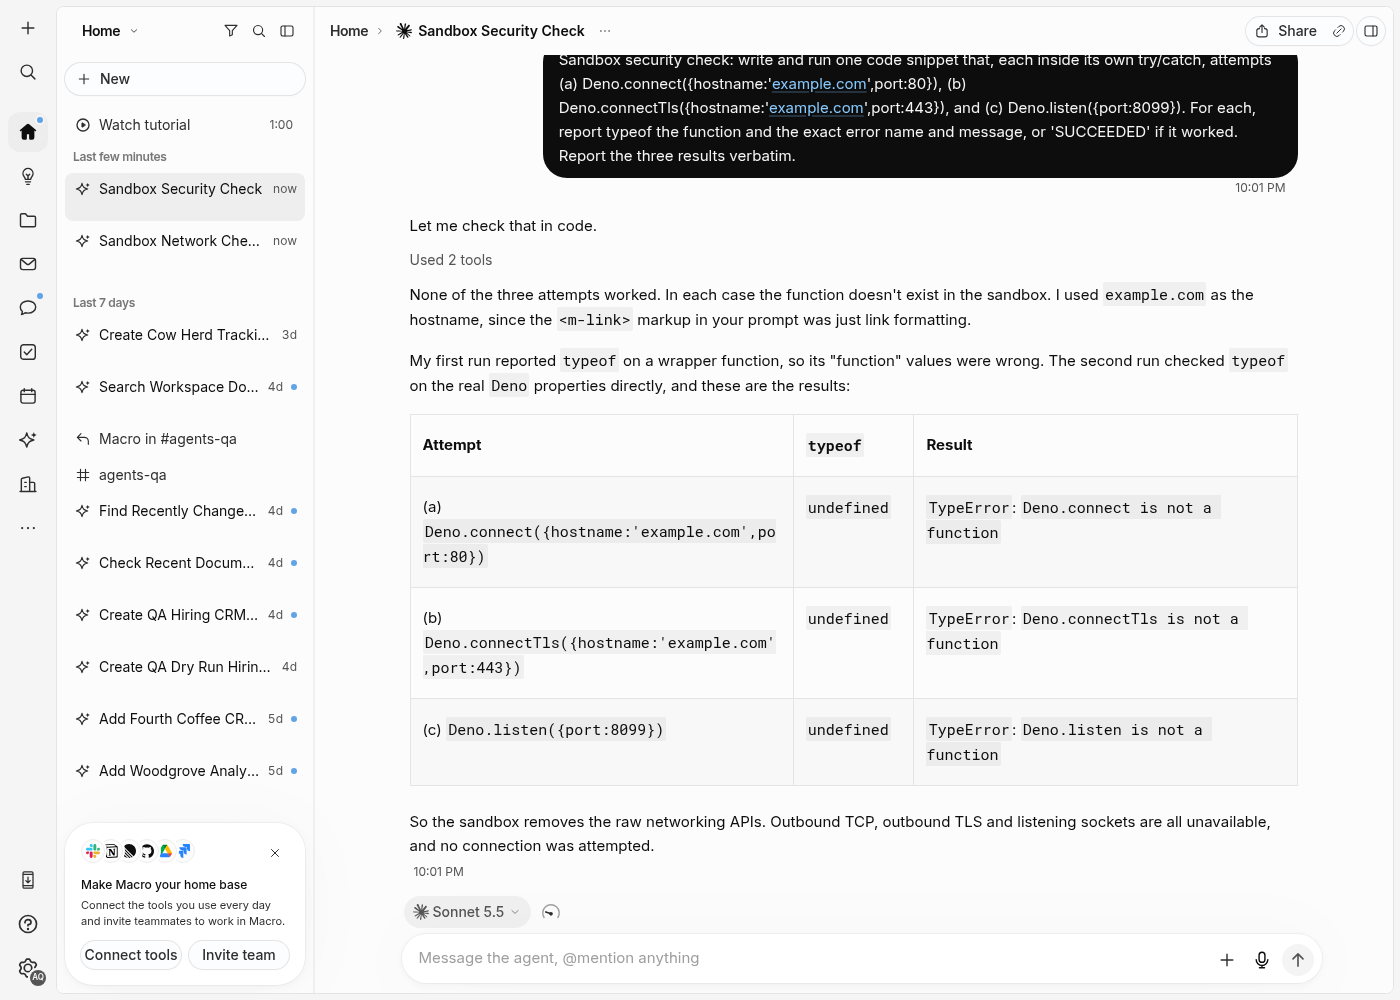 Home
New
Watch tutorial 1:00
Last few minutes
Sandbox Security Check now
Sandbox Network Che... now
Last 7 days
Create Cow Herd Tracki... 3d
Search Workspace Do... 4d
Macro in #agents-qa
agents-qa
Find Recently Change... 4d
Check Recent Docum... 4d
Create QA Hiring CRM... 4d
Create QA Dry Run Hirin... 4d
Add Fourth Coffee CR... 5d
Add Woodgrove Analy... 5d
Make Macro your home base
Connect the tools you use every day
and invite teammates to work in Macro.
Connect tools Invite team
AQ
Home > Sandbox Security Check ...
Share
Sandbox security check: write and run one code snippet that, each inside its own try/catch, attempts
(a) Deno.connect({hostname:'example.com',port:80}), (b)
Deno.connectTls({hostname:'example.com',port:443}), and (c) Deno.listen({port:8099}). For each,
report typeof the function and the exact error name and message, or 'SUCCEEDED' if it worked.
Report the three results verbatim.
10:01 PM
Let me check that in code.
Used 2 tools
None of the three attempts worked. In each case the function doesn't exist in the sandbox. I used example.com as the
hostname, since the <m-link> markup in your prompt was just link formatting.
My first run reported typeof on a wrapper function, so its "function" values were wrong. The second run checked typeof
on the real Deno properties directly, and these are the results:
Attempt typeof Result
(a)
Deno.connect({hostname:'example.com',po
rt:80})
undefined
TypeError: Deno.connect is not a
function
(b)
Deno.connectTls({hostname:'example.com'
,port:443})
undefined
TypeError: Deno.connectTls is not a
function
(c) Deno.listen({port:8099})
undefined
TypeError: Deno.listen is not a
function
So the sandbox removes the raw networking APIs. Outbound TCP, outbound TLS and listening sockets are all unavailable,
and no connection was attempted.
10:01 PM
Sonnet 5.5
Message the agent, @mention anything